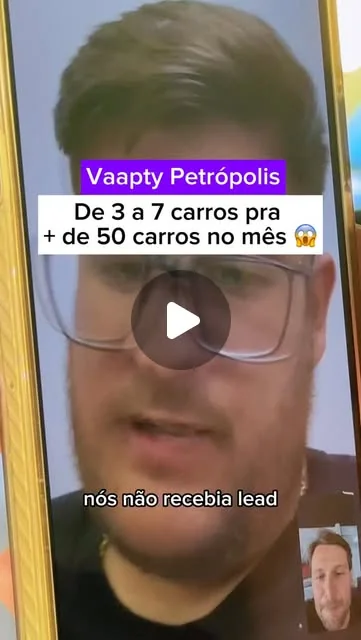 Vaapty Petrópolis
De 3 a 7 carros pra
+ de 50 carros no mês 😱
nós não recebia lead